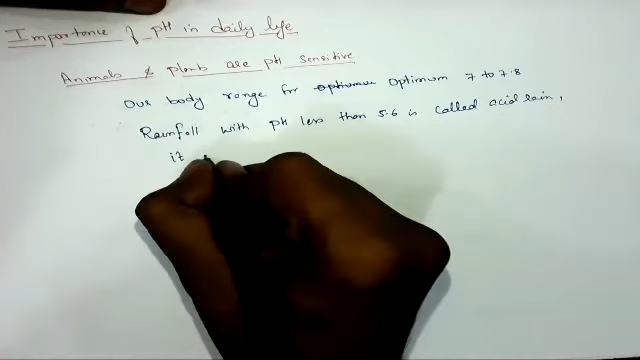 Importance of pH in daily life
Animals & plants are pH sensitive
Our body range for optimum Optimum 7 to 7.8
Rainfall with pH less than 5.6 is called acid rain,
it